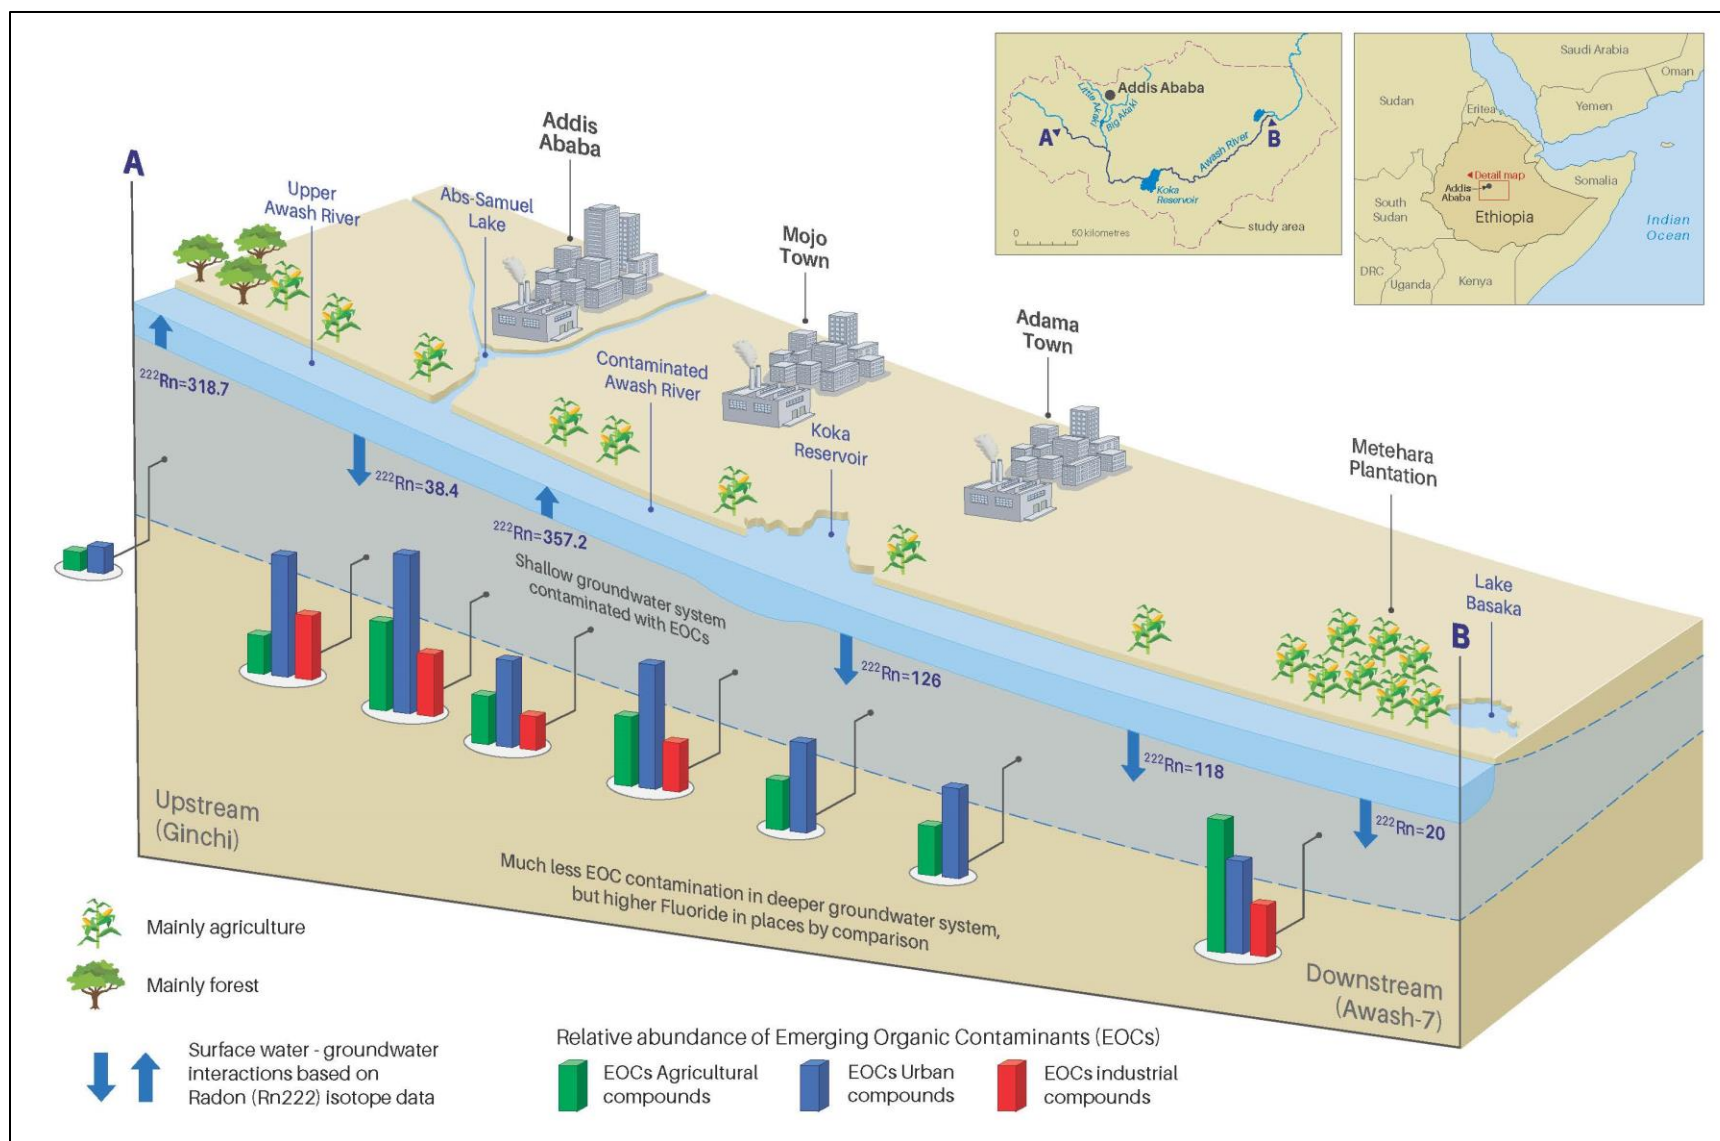 A
Upper
Awash River
Abs-Samuel
Lake
Addis
Ababa
Mojo
Town
Contaminated
Awash River
Koka
Reservoir
Adama
Town
Metehara
Plantation
Lake
Basaka
B
Addis Ababa
Little Akaki
Big Akaki
A
B
Awash River
Koka
Reservoir
study area
0
50 kilometres
Saudi Arabia
Oman
Sudan
Eritea
Yemen
Detail map
Addis
Ababa
Somalia
South
Sudan
Ethiopia
Indian
Ocean
DRC
Uganda
Kenya
²²²Rn=318.7
²²²Rn=38.4
²²²Rn=357.2
Shallow groundwater system
contaminated with EOCs
²²²Rn=126
²²²Rn=118
²²²Rn=20
Upstream
(Ginchi)
Much less EOC contamination in deeper groundwater system,
but higher Fluoride in places by comparison
Downstream
(Awash-7)
Mainly agriculture
Mainly forest
Surface water - groundwater
interactions based on
Radon (Rn222) isotope data
Relative abundance of Emerging Organic Contaminants (EOCs)
EOCs Agricultural
compounds
EOCs Urban
compounds
EOCs industrial
compounds